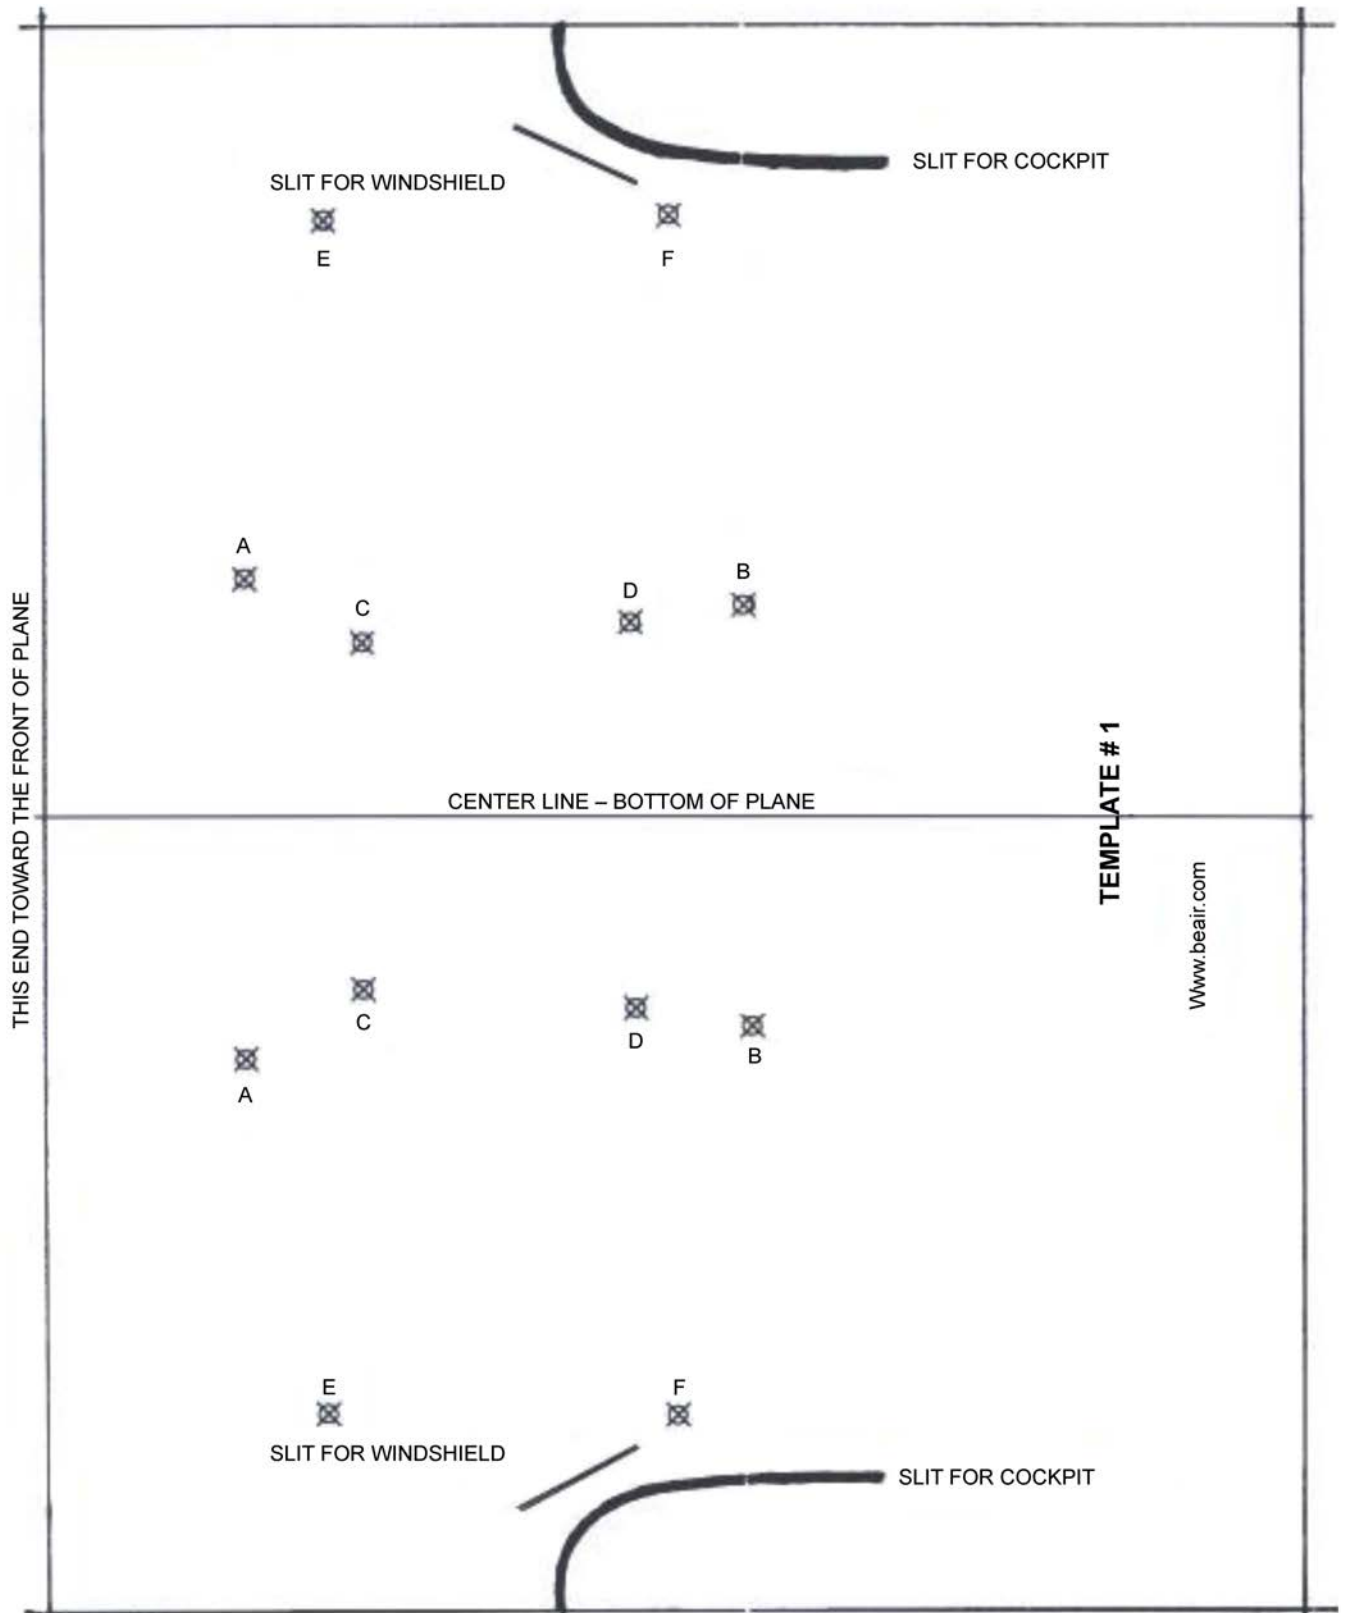 SLIT FOR COCKPIT
SLIT FOR WINDSHIELD
E
F
A
B
D
C
THIS END TOWARD THE FRONT OF PLANE
CENTER LINE – BOTTOM OF PLANE
TEMPLATE # 1
Www.beair.com
C
D
B
A
E
F
SLIT FOR WINDSHIELD
SLIT FOR COCKPIT